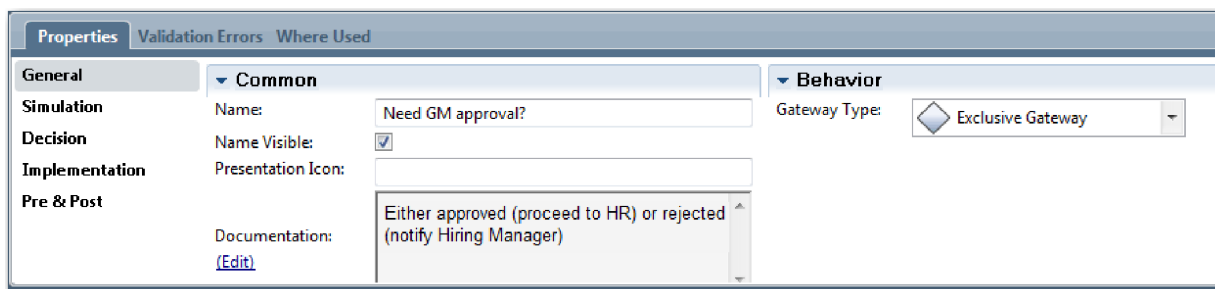 Properties Validation Errors Where Used
General
Simulation
Decision
Implementation
Pre & Post
Common
Name: Need GM approval?
Name Visible:
Presentation Icon:
Documentation:
(Edit)
Either approved (proceed to HR) or rejected
(notify Hiring Manager)
Behavior
Gateway Type: Exclusive Gateway